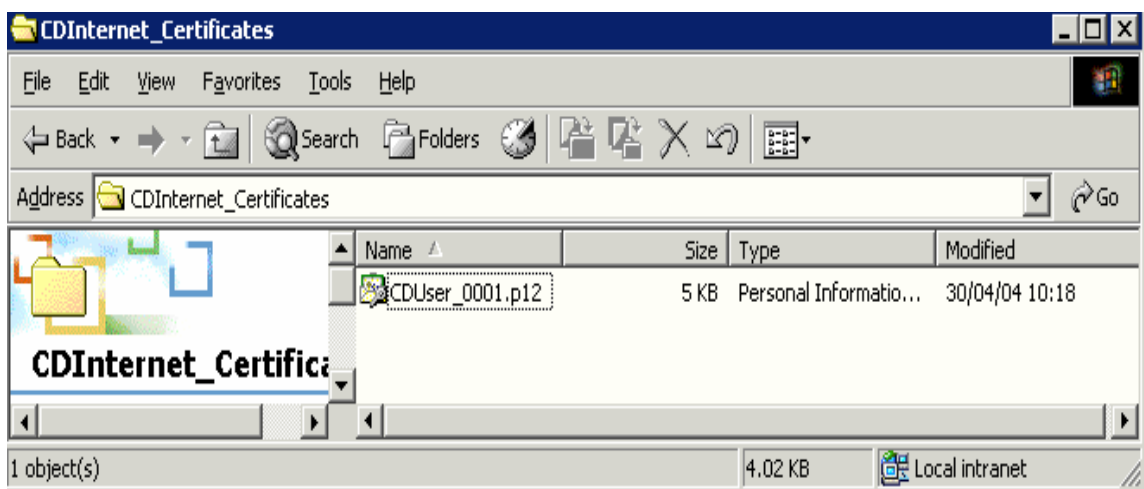 CDInternet_Certificates
File Edit View Favorites Tools Help
Back Search Folders
Address CDInternet_Certificates Go
Name Size Type Modified
CDUser_0001.p12 5 KB Personal Informatio... 30/04/04 10:18
CDInternet_Certifica
1 object(s) 4.02 KB Local intranet